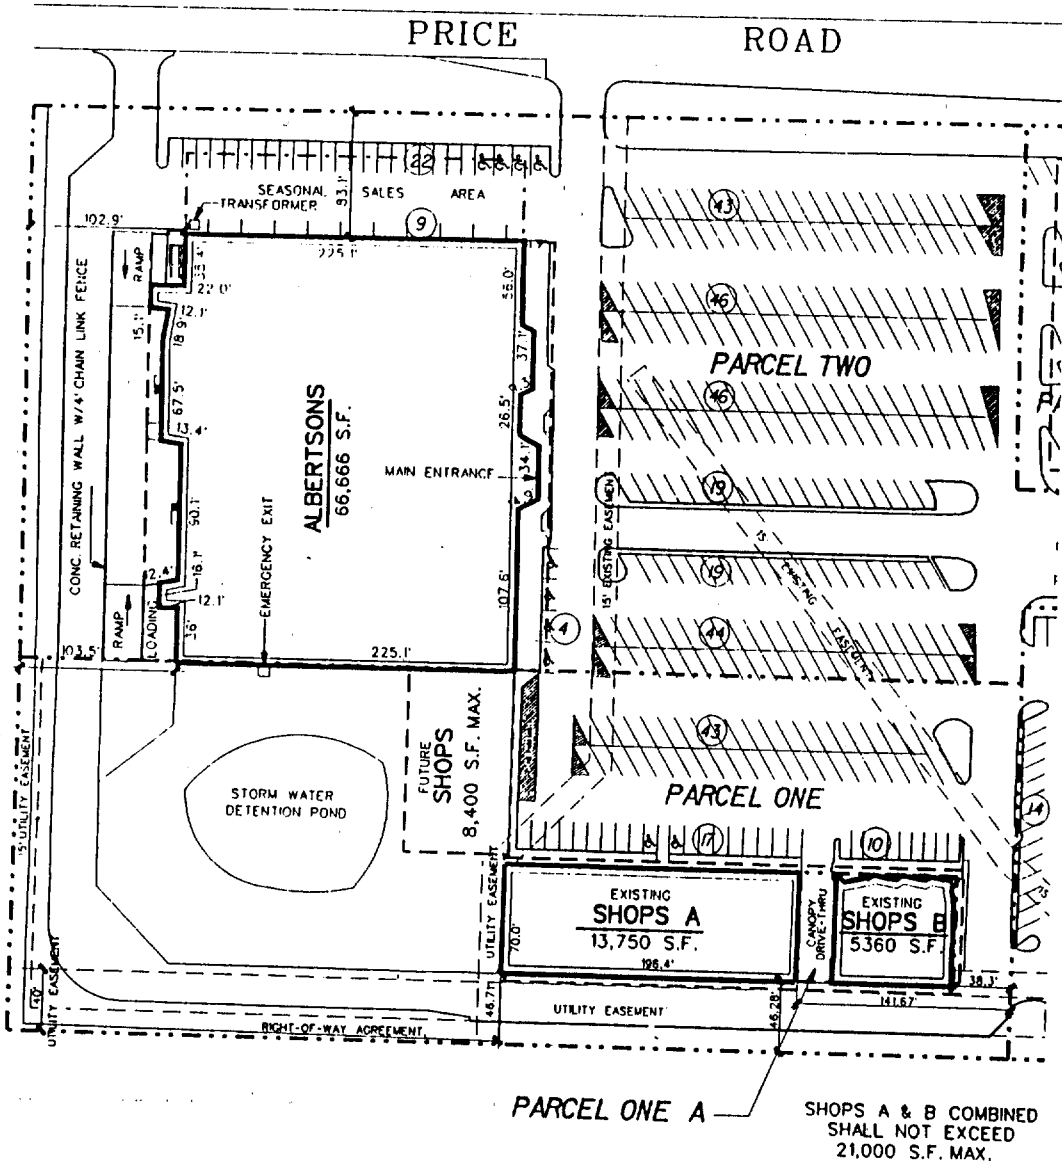 PRICE ROAD
22
SEASONAL SALES AREA
TRANSFORMER
83.1'
9
102.9'
225.1'
43
RAMP
35.4'
22.0'
12.1'
15.1'
18.9'
56.0'
37.1'
46
PARCEL TWO
CONC. RETAINING WALL W/4' CHAIN LINK FENCE
67.5'
13.4'
ALBERTSONS
66,666 S.F.
26.5'
46
34.1'
MAIN ENTRANCE
19
90.1'
EMERGENCY EXIT
15' EXISTING EASEMEN
15' EXISTING EASEMENT
19
16.1'
2.4'
12.1'
107.6'
RAMP
LOADING
36'
4
44
103.5'
225.1'
15' UTILITY EASEMENT
FUTURE
SHOPS
8,400 S.F. MAX.
43
STORM WATER
DETENTION POND
PARCEL ONE
14
17
10
UTILITY EASEMENT
EXISTING
SHOPS A
13,750 S.F.
70.0'
196.4'
CANOPY
DRIVE-THRU
EXISTING
SHOPS B
5360 S.F.
15
38.3'
141.67'
UTILITY EASEMENT
40'
46.71'
46.28'
UTILITY EASEMENT
RIGHT-OF-WAY AGREEMENT
PARCEL ONE A
SHOPS A & B COMBINED
SHALL NOT EXCEED
21,000 S.F. MAX.